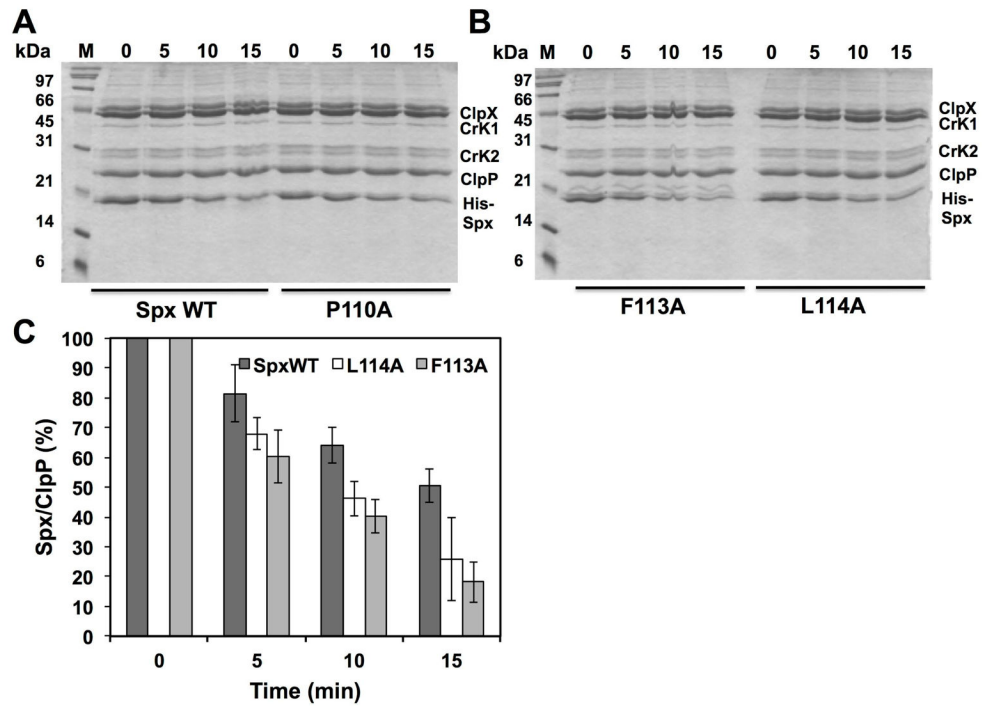 A
kDa M 0 5 10 15 0 5 10 15
97
66
45
31
21
14
6
ClpX
CrK1
CrK2
ClpP
His-
Spx
Spx WT P110A
B
kDa M 0 5 10 15 0 5 10 15
97
66
45
31
21
14
6
ClpX
CrK1
CrK2
ClpP
His-
Spx
F113A L114A
C
SpxWT L114A F113A
Spx/ClpP (%)
100
90
80
70
60
50
40
30
20
10
0
0 5 10 15
Time (min)